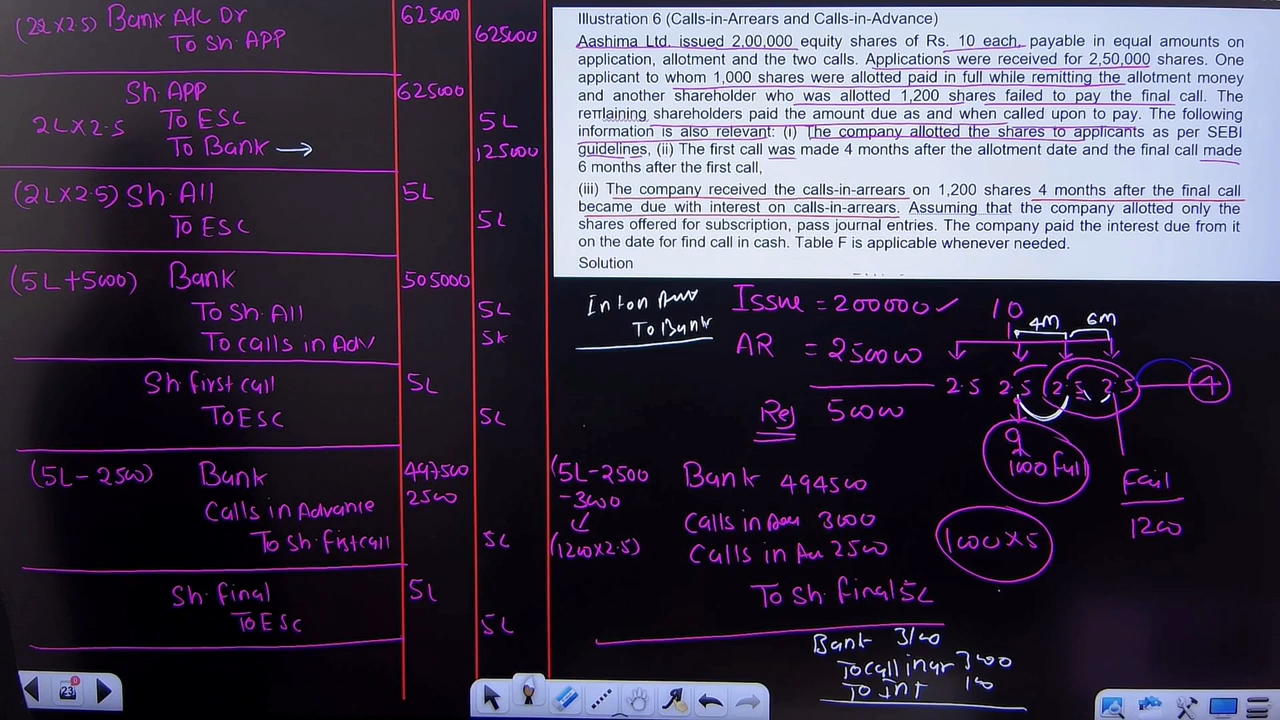 (2L x 2.5) Bank A/c Dr 625000
To Sh. APP 625000
Sh. APP 625000
2L x 2.5 To ESC 5L
To Bank → 125000
(2L x 2.5) Sh. All 5L
To ESC 5L
(5L + 5000) Bank 505000
To Sh. All 5L
To calls in Adv 5k
Sh. first call 5L
To ESC 5L
(5L - 2500) Bank 497500
Calls in Advance 2500
To Sh. First call 5L
Sh. final 5L
To ESC 5L
Illustration 6 (Calls-in-Arrears and Calls-in-Advance)
Aashima Ltd. issued 2,00,000 equity shares of Rs. 10 each, payable in equal amounts on
application, allotment and the two calls. Applications were received for 2,50,000 shares. One
applicant to whom 1,000 shares were allotted paid in full while remitting the allotment money
and another shareholder who was allotted 1,200 shares failed to pay the final call. The
remaining shareholders paid the amount due as and when called upon to pay. The following
information is also relevant: (i) The company allotted the shares to applicants as per SEBI
guidelines, (ii) The first call was made 4 months after the allotment date and the final call made
6 months after the first call,
(iii) The company received the calls-in-arrears on 1,200 shares 4 months after the final call
became due with interest on calls-in-arrears. Assuming that the company allotted only the
shares offered for subscription, pass journal entries. The company paid the interest due from it
on the date for find call in cash. Table F is applicable whenever needed.
Solution
Int on
To Bank
Issue = 200000 ✓
AR = 250000
Rej 50000
10
4M 6M
2.5 2.5 2.5 2.5 4
1000 Full
Fail
1200
1000 x 5
(5L - 2500 Bank 494500
- 3000 Calls in 3000
(1200 x 2.5) Calls in 2500
To Sh. final 5L
Bank 3100
To call in ar 3000
To Int 100
23